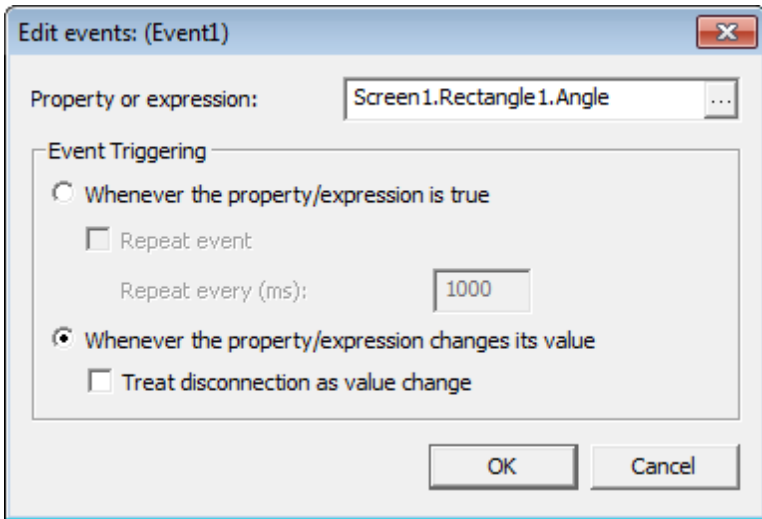 Edit events: (Event1)
Property or expression: Screen1.Rectangle1.Angle ...
Event Triggering
Whenever the property/expression is true
Repeat event
Repeat every (ms): 1000
Whenever the property/expression changes its value
Treat disconnection as value change
OK Cancel